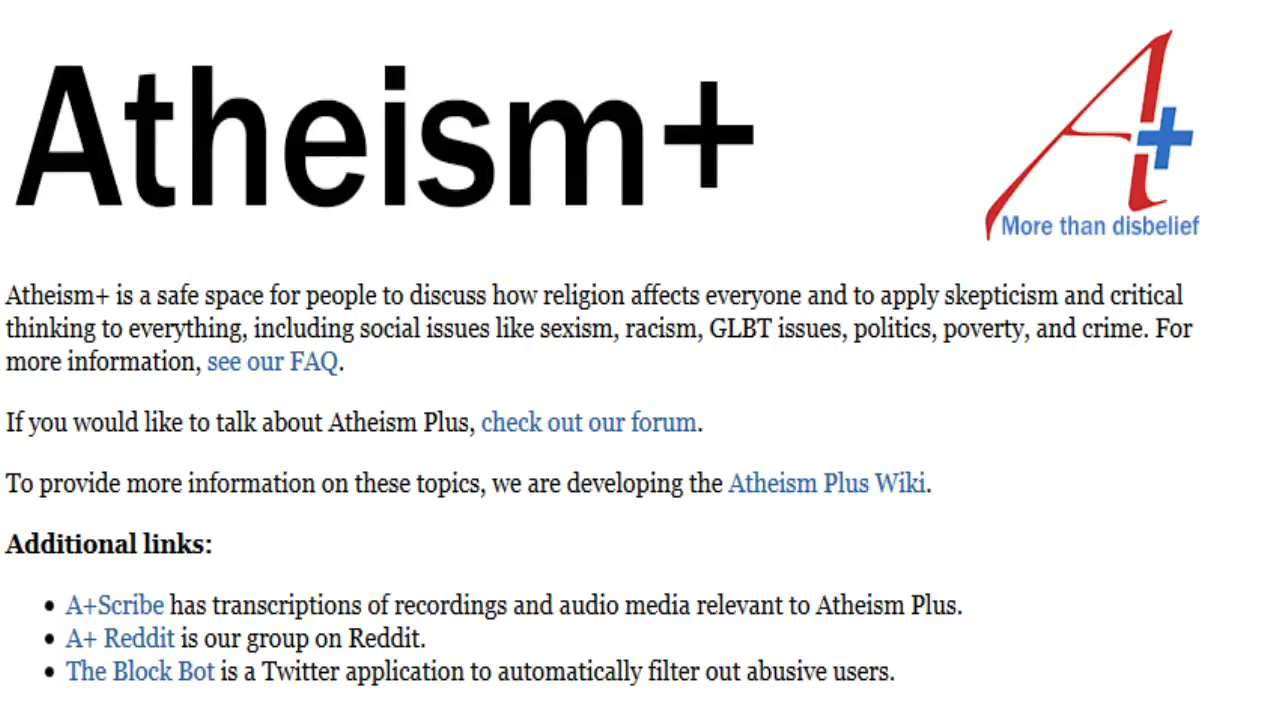 Atheism+
A+
More than disbelief
Atheism+ is a safe space for people to discuss how religion affects everyone and to apply skepticism and critical
thinking to everything, including social issues like sexism, racism, GLBT issues, politics, poverty, and crime. For
more information, see our FAQ.
If you would like to talk about Atheism Plus, check out our forum.
To provide more information on these topics, we are developing the Atheism Plus Wiki.
Additional links:
• A+Scribe has transcriptions of recordings and audio media relevant to Atheism Plus.
• A+ Reddit is our group on Reddit.
• The Block Bot is a Twitter application to automatically filter out abusive users.